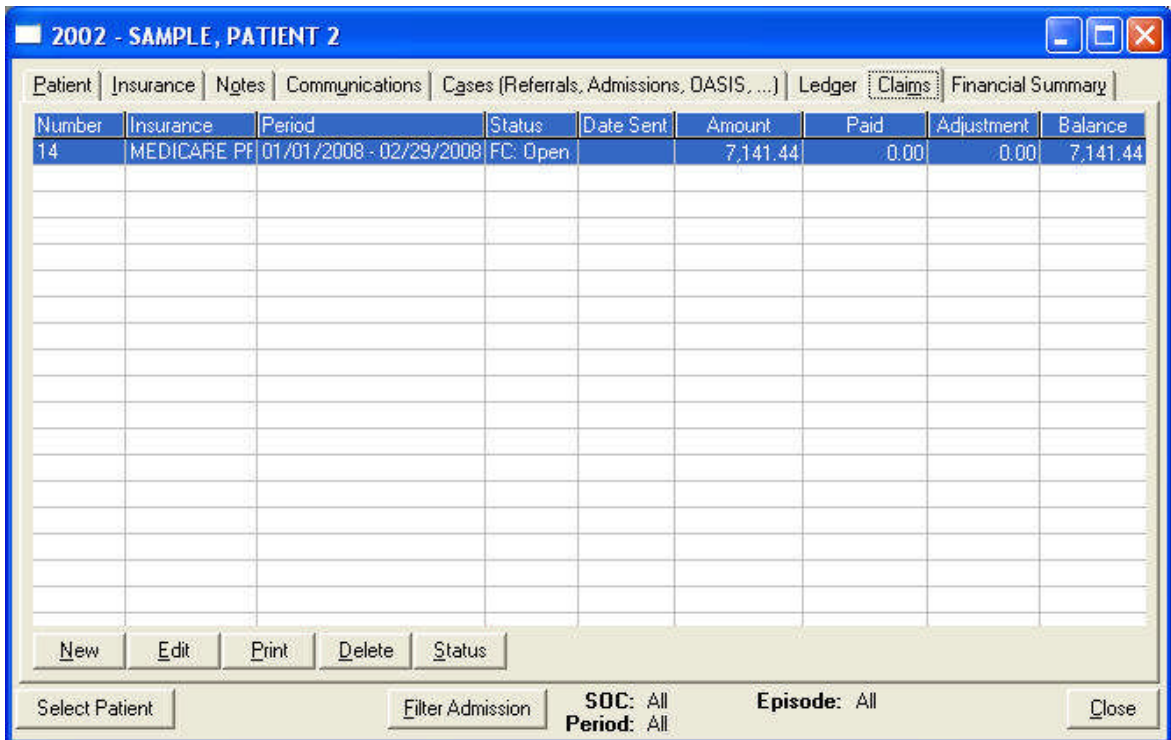 2002 - SAMPLE, PATIENT 2
Patient Insurance Notes Communications Cases (Referrals, Admissions, OASIS, ...) Ledger Claims Financial Summary
Number Insurance Period Status Date Sent Amount Paid Adjustment Balance
14 MEDICARE PF 01/01/2008 - 02/29/2008 FC: Open 7,141.44 0.00 0.00 7,141.44
New Edit Print Delete Status
Select Patient Filter Admission SOC: All Episode: All Close
Period: All